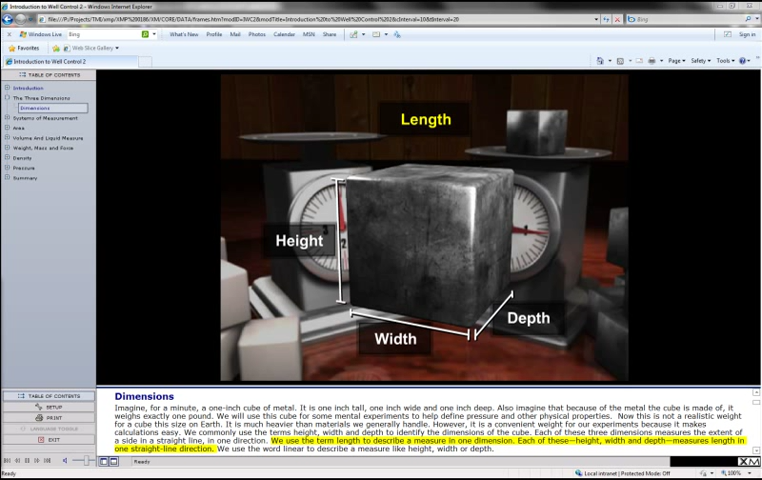 Introduction to Well Control 2 - Windows Internet Explorer
Bing
Windows Live
Bing
What's New
Profile
Mail
Photos
Calendar
MSN
Share
Sign in
Favorites
Web Slice Gallery
Introduction to Well Control 2
Page
Safety
Tools
TABLE OF CONTENTS
Introduction
The Three Dimensions
Dimensions
Systems of Measurement
Area
Volume And Liquid Measure
Weight, Mass and Force
Density
Pressure
Summary
Length
Height
Width
Depth
TABLE OF CONTENTS
SETUP
PRINT
LANGUAGE TOGGLE
EXIT
Dimensions
Imagine, for a minute, a one-inch cube of metal. It is one inch tall, one inch wide and one inch deep. Also imagine that because of the metal the cube is made of, it
weighs exactly one pound. We will use this cube for some mental experiments to help define pressure and other physical properties. Now this is not a realistic weight
for a cube this size on Earth. It is much heavier than materials we generally handle. However, it is a convenient weight for our experiments because it makes
calculations easy. We commonly use the terms height, width and depth to identify the dimensions of the cube. Each of these three dimensions measures the extent of
a side in a straight line, in one direction. We use the term length to describe a measure in one dimension. Each of these—height, width and depth—measures length in
one straight-line direction. We use the word linear to describe a measure like height, width or depth.
Ready
XM
Ready
Local intranet | Protected Mode: Off
100%